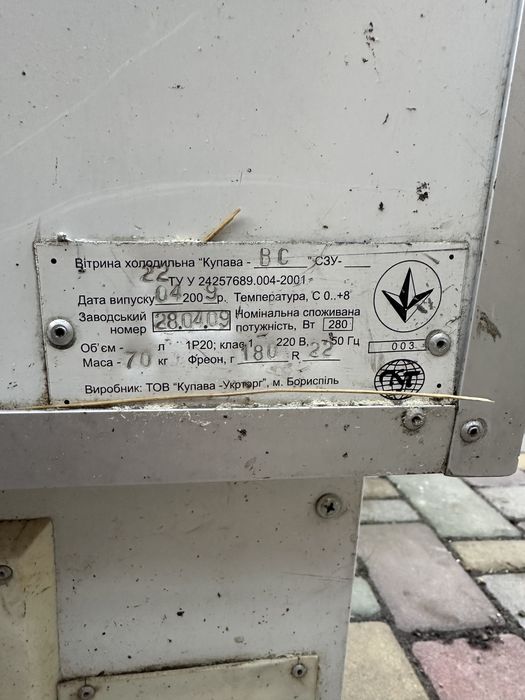 Вітрина холодильна "Купава - ВС "СЗУ-
22 ТУ У 24257689.004-2001
Дата випуску 04 2009р. Температура, С 0..+8
Заводський номер 28.04.09 Номінальна споживана потужність, Вт 280
003
Об'єм - л 1Р20; клас 1 220 В, 50 Гц
Маса - 70 кг Фреон, г 180 R 22
Виробник: ТОВ "Купава -Укрторг", м. Бориспіль